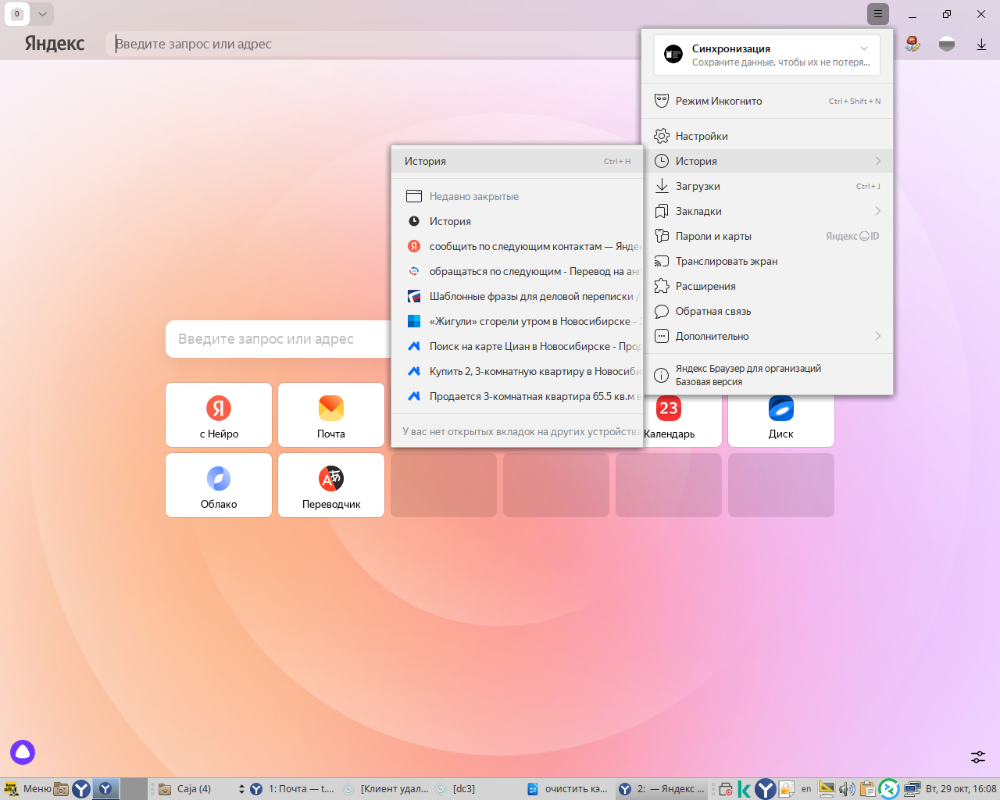 0
Яндекс
Введите запрос или адрес
Синхронизация
Сохраните данные, чтобы их не потеря...
Режим Инкогнито
Ctrl + Shift + N
Настройки
История
Загрузки
Ctrl + J
Закладки
Пароли и карты
Яндекс ID
Транслировать экран
Расширения
Обратная связь
Дополнительно
Яндекс Браузер для организаций
Базовая версия
История
Ctrl + H
Недавно закрытые
История
сообщить по следующим контактам — Янде
обращаться по следующим - Перевод на анг
Шаблонные фразы для деловой переписки /
«Жигули» сгорели утром в Новосибирске - 2
Поиск на карте Циан в Новосибирске - Прод
Купить 2, 3-комнатную квартиру в Новосиби
Продается 3-комнатная квартира 65.5 кв.м в
У вас нет открытых вкладок на других устройства
Введите запрос или адрес
Я
с Нейро
Почта
23
Календарь
Диск
Облако
Переводчик
base
alt
Меню
Caja (4)
1: Почта — t....
[Клиент удал...
[dc3]
очистить кэ...
2: — Яндекс ...
en
Вт, 29 окт, 16:08